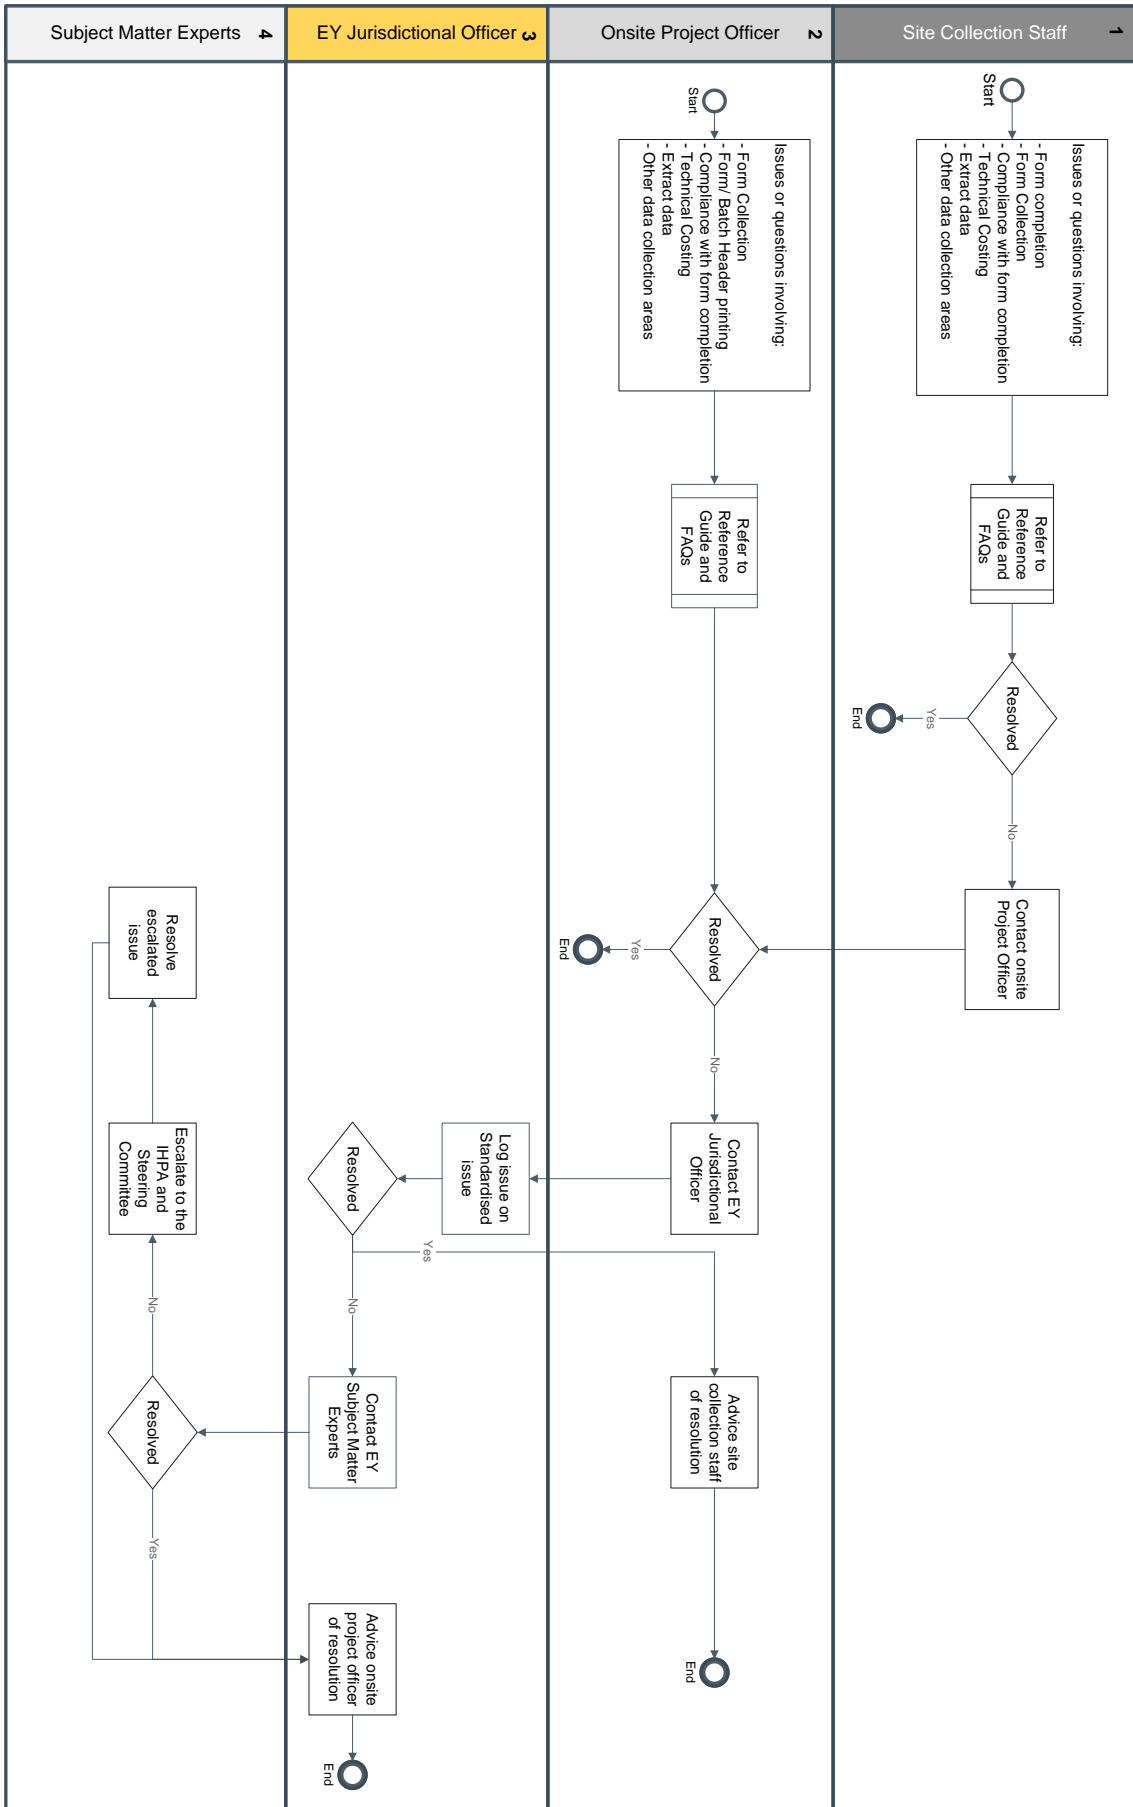 1
Site Collection Staff
Start
Issues or questions involving:
- Form completion
- Form Collection
- Compliance with form completion
- Technical Costing
- Extract data
- Other data collection areas
Refer to
Reference
Guide and
FAQs
Resolved
Yes
End
No
Contact onsite
Project Officer
2
Onsite Project Officer
Start
Issues or questions involving:
- Form Collection
- Form/ Batch Header printing
- Compliance with form completion
- Technical Costing
- Extract data
- Other data collection areas
Refer to
Reference
Guide and
FAQs
Resolved
Yes
End
No
Contact EY
Jurisdictional
Officer
Advice site
collection staff
of resolution
End
3
EY Jurisdictional Officer
Log issue on
Standardised
issue
Resolved
Yes
No
Contact EY
Subject Matter
Experts
Advice onsite
project officer
of resolution
End
4
Subject Matter Experts
Resolve
escalated
issue
Escalate to the
IHPA and
Steering
Committee
No
Resolved
Yes